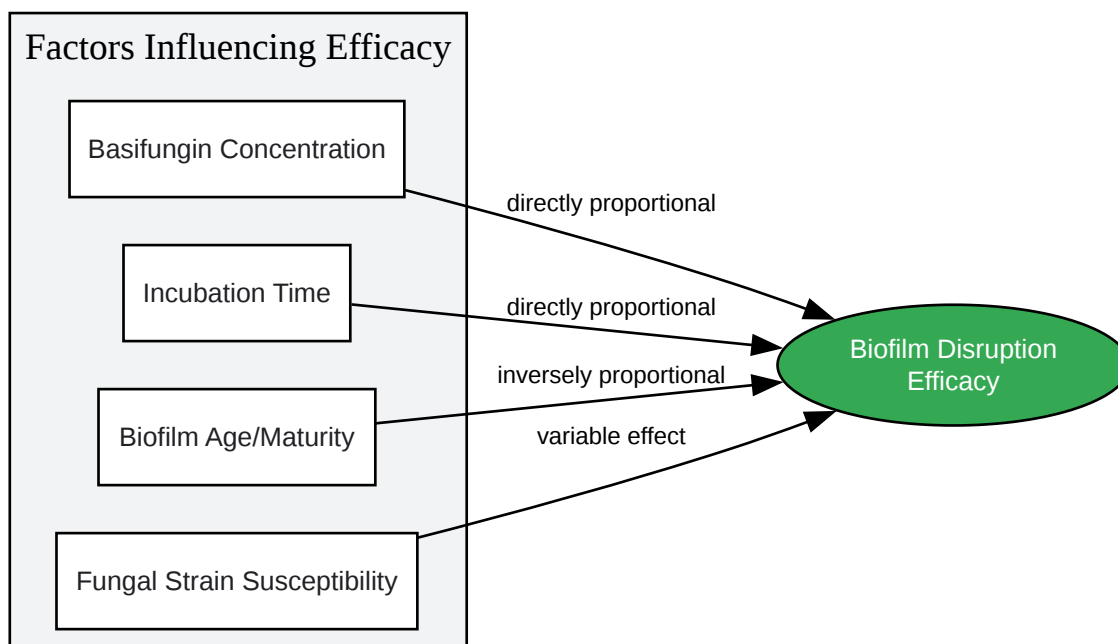 Factors Influencing Efficacy
Basifungin Concentration
directly proportional
Incubation Time
directly proportional
inversely proportional
Biofilm Age/Maturity
variable effect
Fungal Strain Susceptibility
Biofilm Disruption
Efficacy